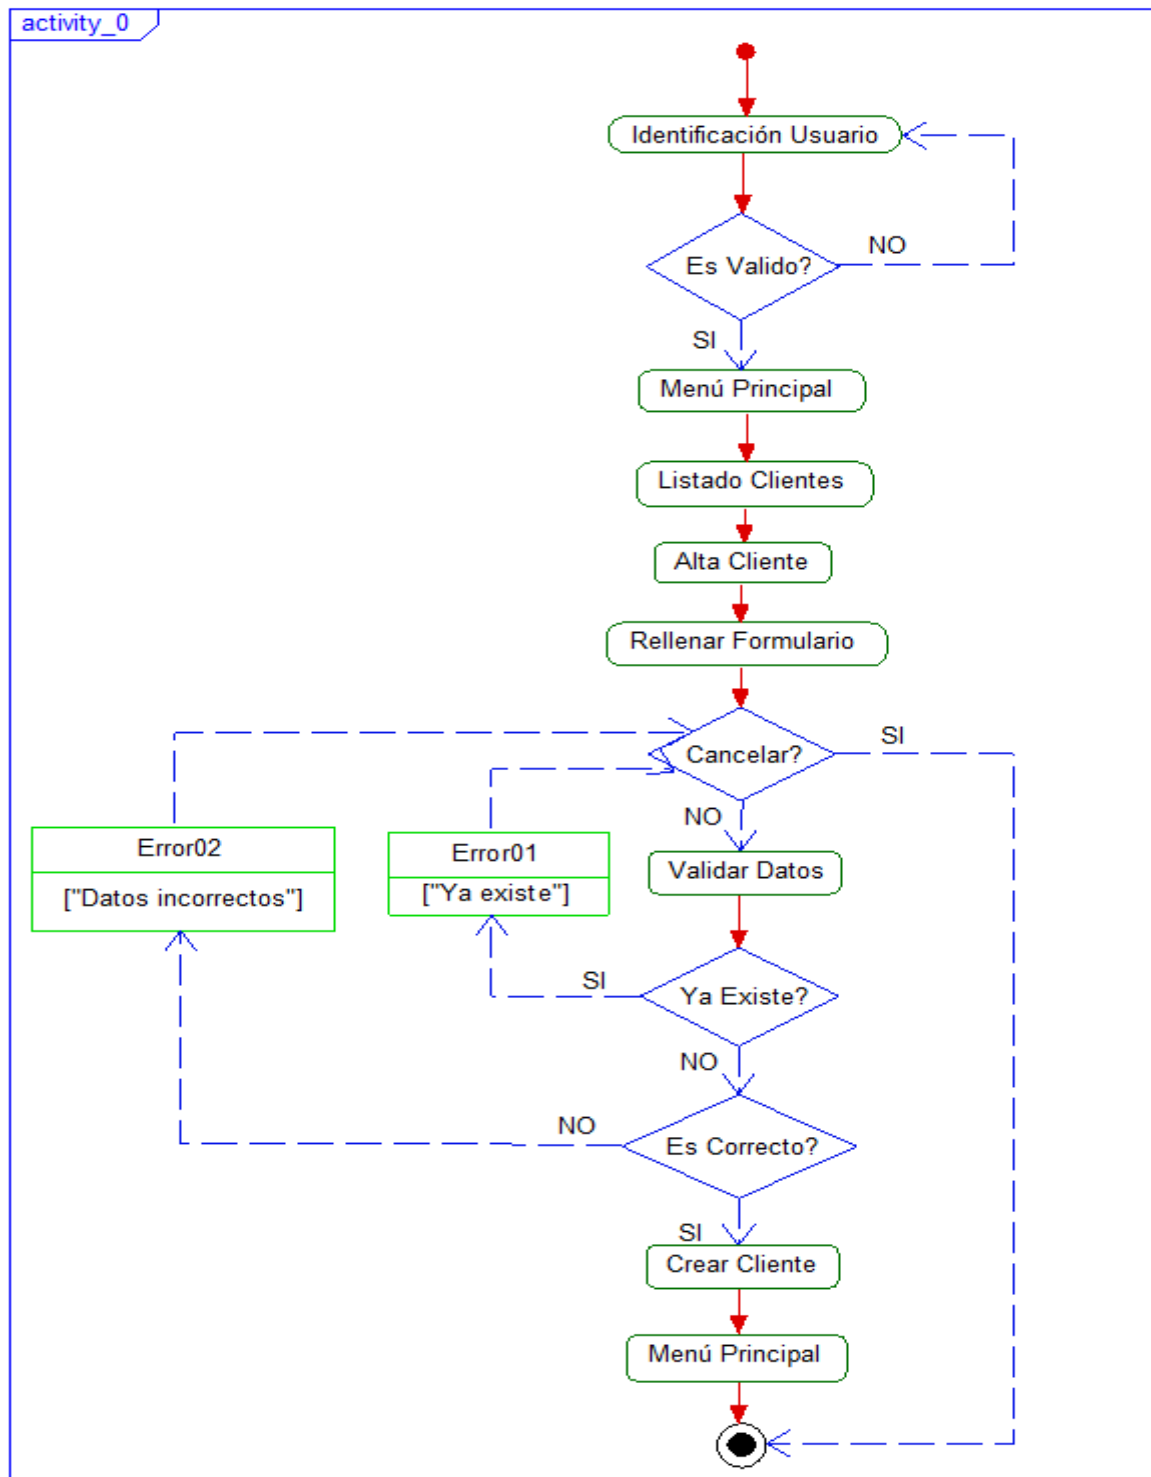 activity_0
Identificación Usuario
NO
Es Valido?
SI
Menú Principal
Listado Clientes
Alta Cliente
Rellenar Formulario
SI
Cancelar?
NO
Error02
Error01
Validar Datos
["Datos incorrectos"]
["Ya existe"]
SI
Ya Existe?
NO
NO
Es Correcto?
SI
Crear Cliente
Menú Principal